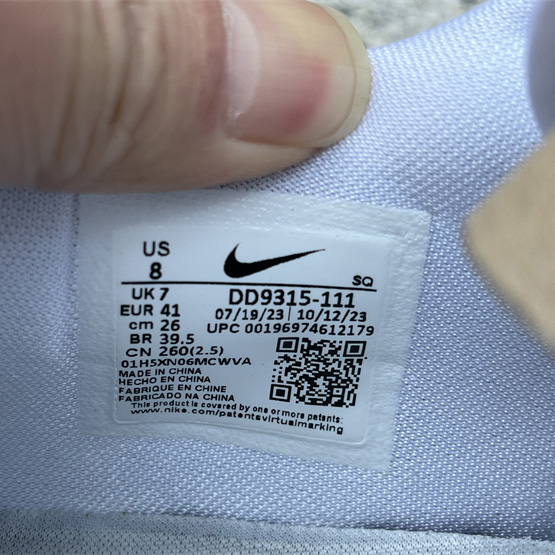 US
8
SQ
UK 7
EUR 41
cm 26
BR 39.5
CN 260(2.5)
DD9315-111
07/19/23 | 10/12/23
UPC 00196974612179
01H5XN06MCWVA
MADE IN CHINA
HECHO EN CHINA
FABRIQUE EN CHINE
FABRICADO NA CHINA
This product is covered by one or more patents:
www.nike.com/patentsvirtualmarking